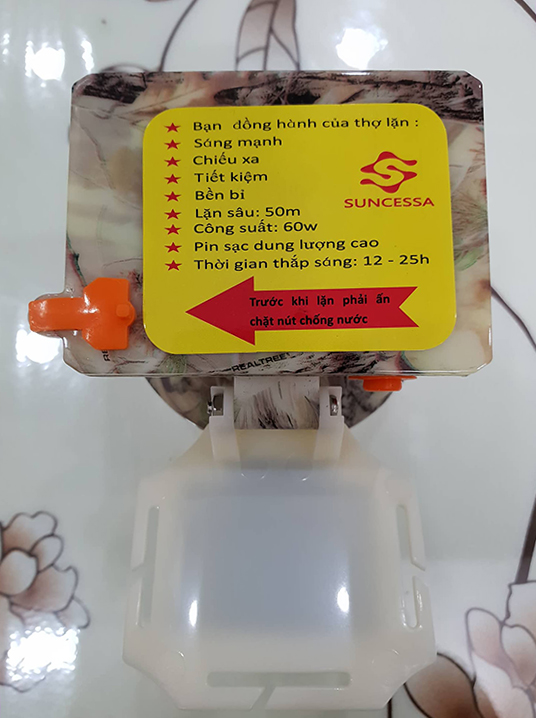 Bạn đồng hành của thợ lặn :
Sáng mạnh
Chiếu xa
Tiết kiệm
Bền bỉ
Lặn sâu: 50m
Công suất: 60w
Pin sạc dung lượng cao
Thời gian thắp sáng: 12 - 25h
SUNCESSA
Trước khi lặn phải ấn
chặt nút chống nước
REALTREE